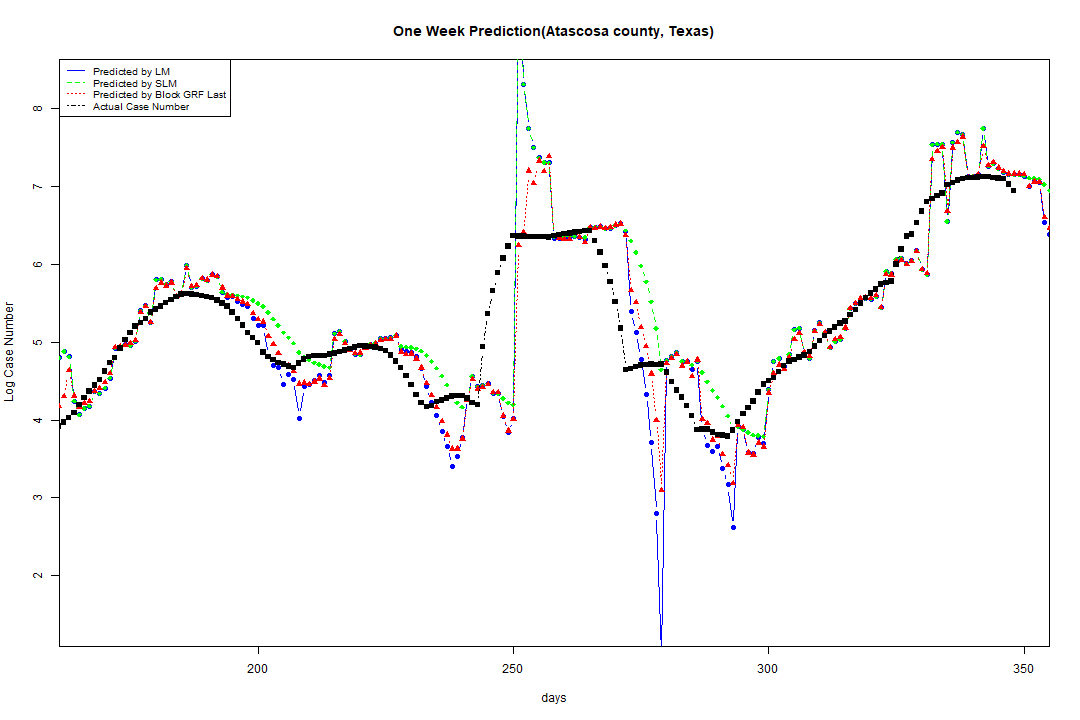 One Week Prediction(Atascosa county, Texas)
Predicted by LM
Predicted by SLM
Predicted by Block GRF Last
Actual Case Number
8
7
6
5
4
3
2
Log Case Number
200
250
300
350
days